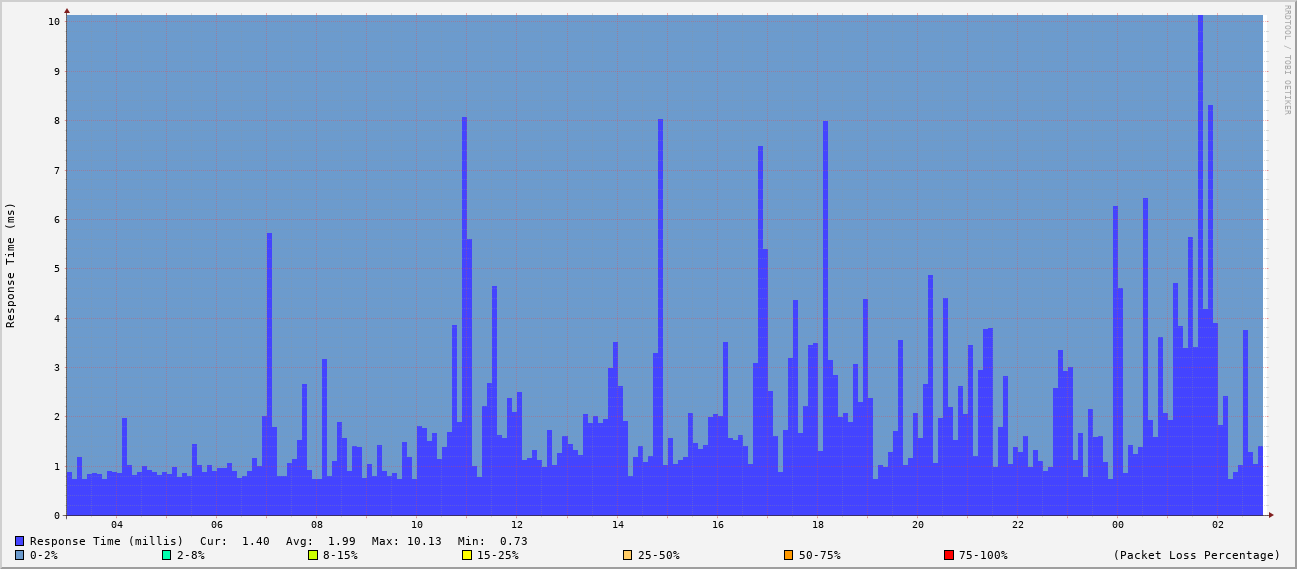 RRDTOOL / TOBI OETIKER
Response Time (ms)
10
9
8
7
6
5
4
3
2
1
0
04 06 08 10 12 14 16 18 20 22 00 02
Response Time (millis) Cur: 1.40 Avg: 1.99 Max: 10.13 Min: 0.73
0-2% 2-8% 8-15% 15-25% 25-50% 50-75% 75-100% (Packet Loss Percentage)